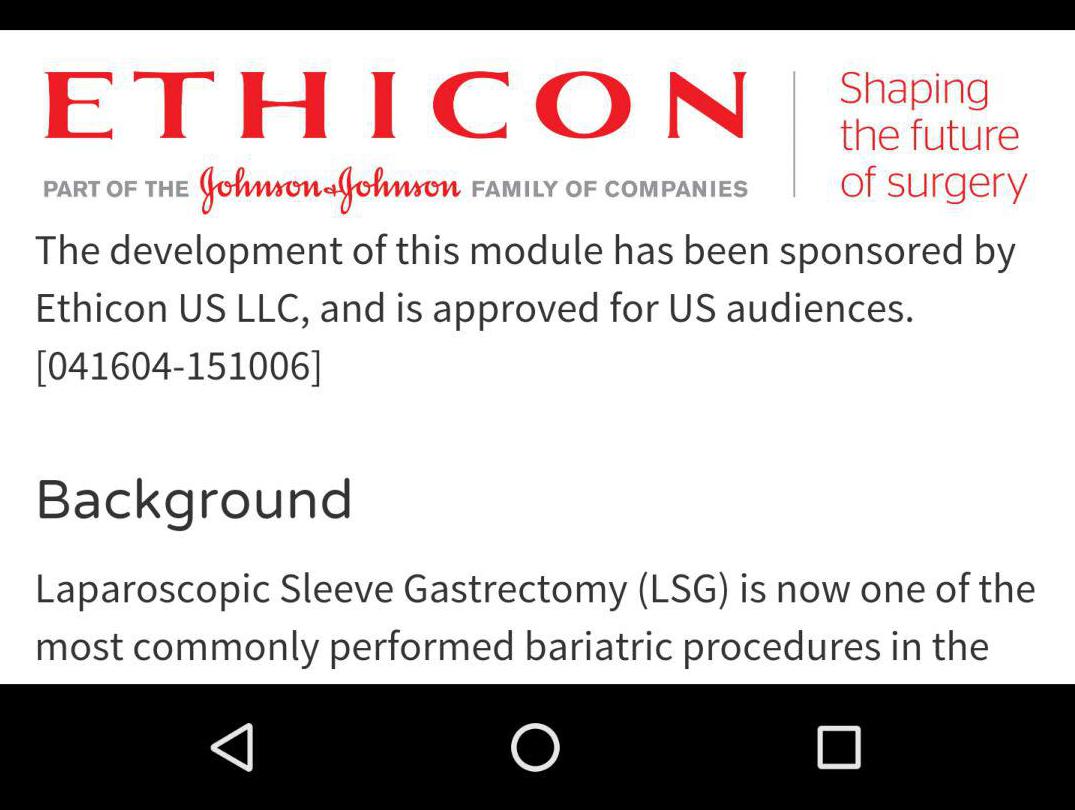 ETHICON
PART OF THE Johnson & Johnson FAMILY OF COMPANIES
Shaping
the future
of surgery
The development of this module has been sponsored by
Ethicon US LLC, and is approved for US audiences.
[041604-151006]
Background
Laparoscopic Sleeve Gastrectomy (LSG) is now one of the
most commonly performed bariatric procedures in the